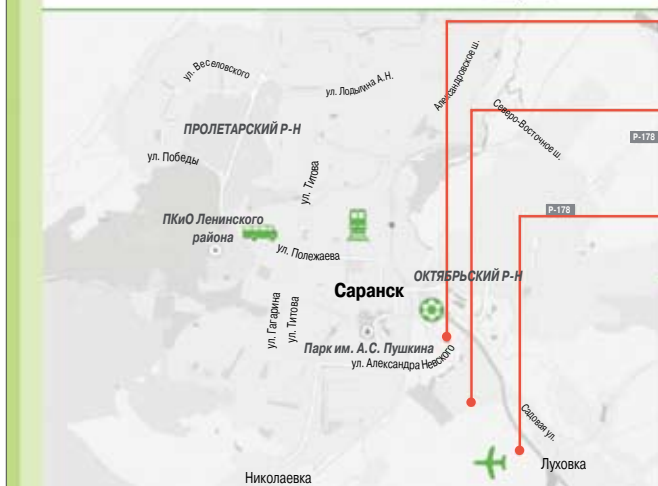 ул. Веселовского
ул. Лодыгина А.Н.
Александровское ш.
Северо-Восточное ш.
ПРОЛЕТАРСКИЙ Р-Н
Р-178
ул. Победы
ул. Титова
Р-178
ПКиО Ленинского
района
ул. Полежаева
ОКТЯБРЬСКИЙ Р-Н
Саранск
ул. Гагарина
ул. Титова
Парк им. А.С. Пушкина
ул. Александра Невского
Садовая ул.
Луховка
Николаевка